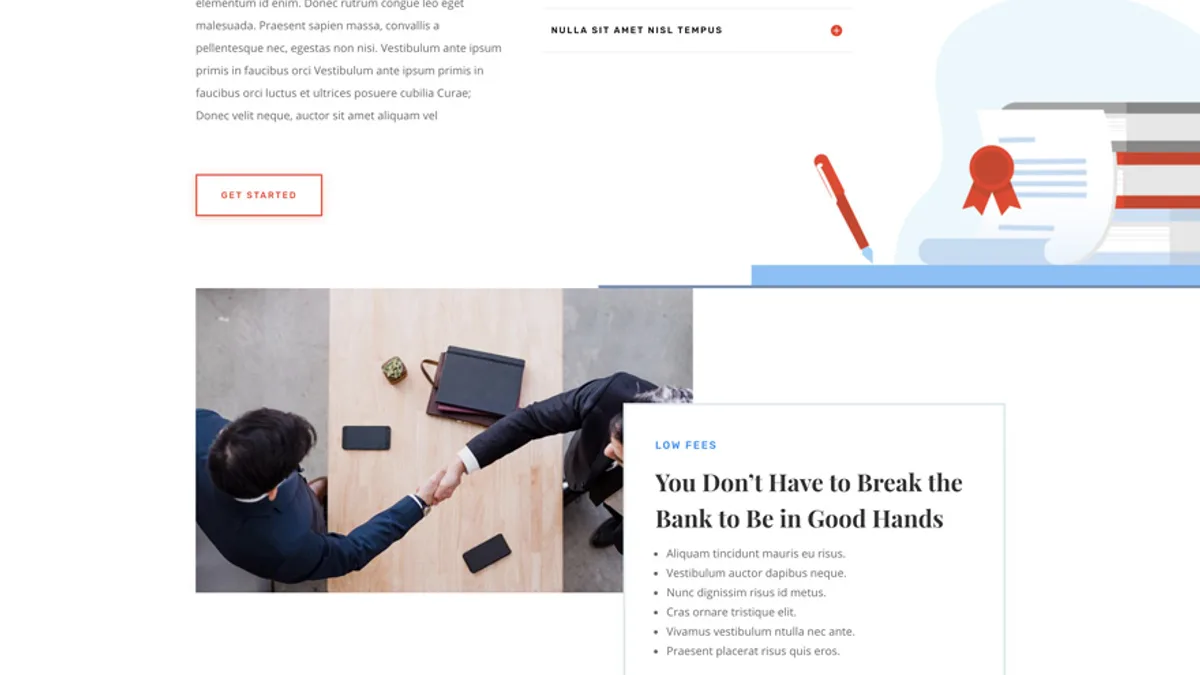 elementum id enim. Donec rutrum congue leo eget
malesuada. Praesent sapien massa, convallis a
pellentesque nec, egestas non nisi. Vestibulum ante ipsum
primis in faucibus orci Vestibulum ante ipsum primis in
faucibus orci luctus et ultrices posuere cubilia Curae;
Donec velit neque, auctor sit amet aliquam vel
GET STARTED
NULLA SIT AMET NISL TEMPUS
LOW FEES
You Don’t Have to Break the
Bank to Be in Good Hands
• Aliquam tincidunt mauris eu risus.
• Vestibulum auctor dapibus neque.
• Nunc dignissim risus id metus.
• Cras ornare tristique elit.
• Vivamus vestibulum ntulla nec ante.
• Praesent placerat risus quis eros.